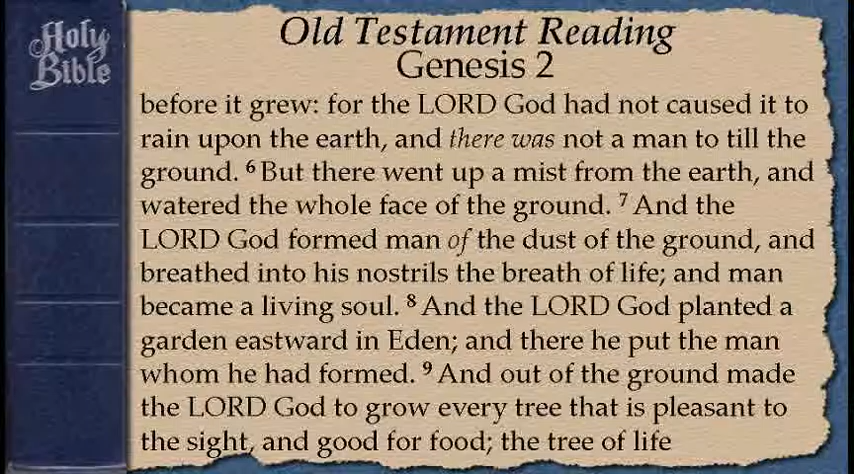 Holy
Bible
Old Testament Reading
Genesis 2
before it grew: for the LORD God had not caused it to
rain upon the earth, and there was not a man to till the
ground. ⁶ But there went up a mist from the earth, and
watered the whole face of the ground. ⁷ And the
LORD God formed man of the dust of the ground, and
breathed into his nostrils the breath of life; and man
became a living soul. ⁸ And the LORD God planted a
garden eastward in Eden; and there he put the man
whom he had formed. ⁹ And out of the ground made
the LORD God to grow every tree that is pleasant to
the sight, and good for food; the tree of life